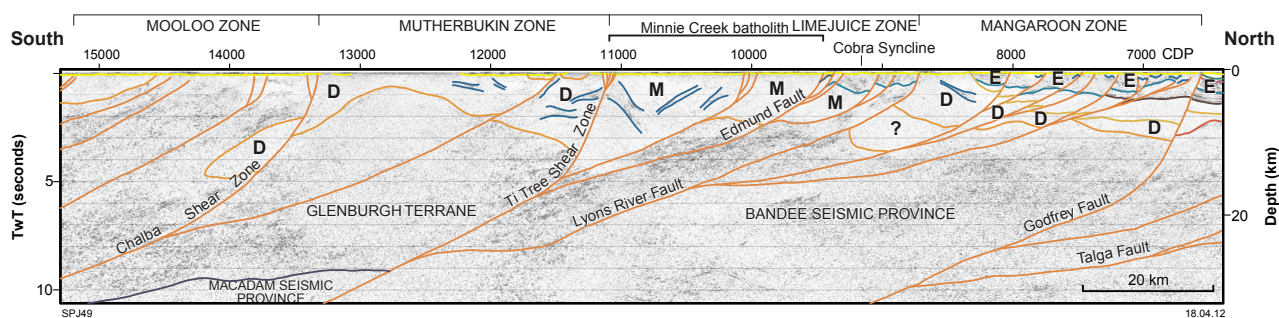 MOOLOO ZONE
MUTHERBUKIN ZONE
Minnie Creek batholith
LIMEJUICE ZONE
MANGAROON ZONE
South
North
Cobra Syncline
15000
14000
13000
12000
11000
10000
8000
7000
CDP
0
E
E
E
E
D
D
M
M
M
D
D
D
D
D
?
Edmund Fault
Ti Tree Shear Zone
Lyons River Fault
Chalba Shear Zone
GLENBURGH TERRANE
BANDEE SEISMIC PROVINCE
Godfrey Fault
Talga Fault
MACADAM SEISMIC
PROVINCE
5
10
20
TwT (seconds)
Depth (km)
20 km
SPJ49
18.04.12